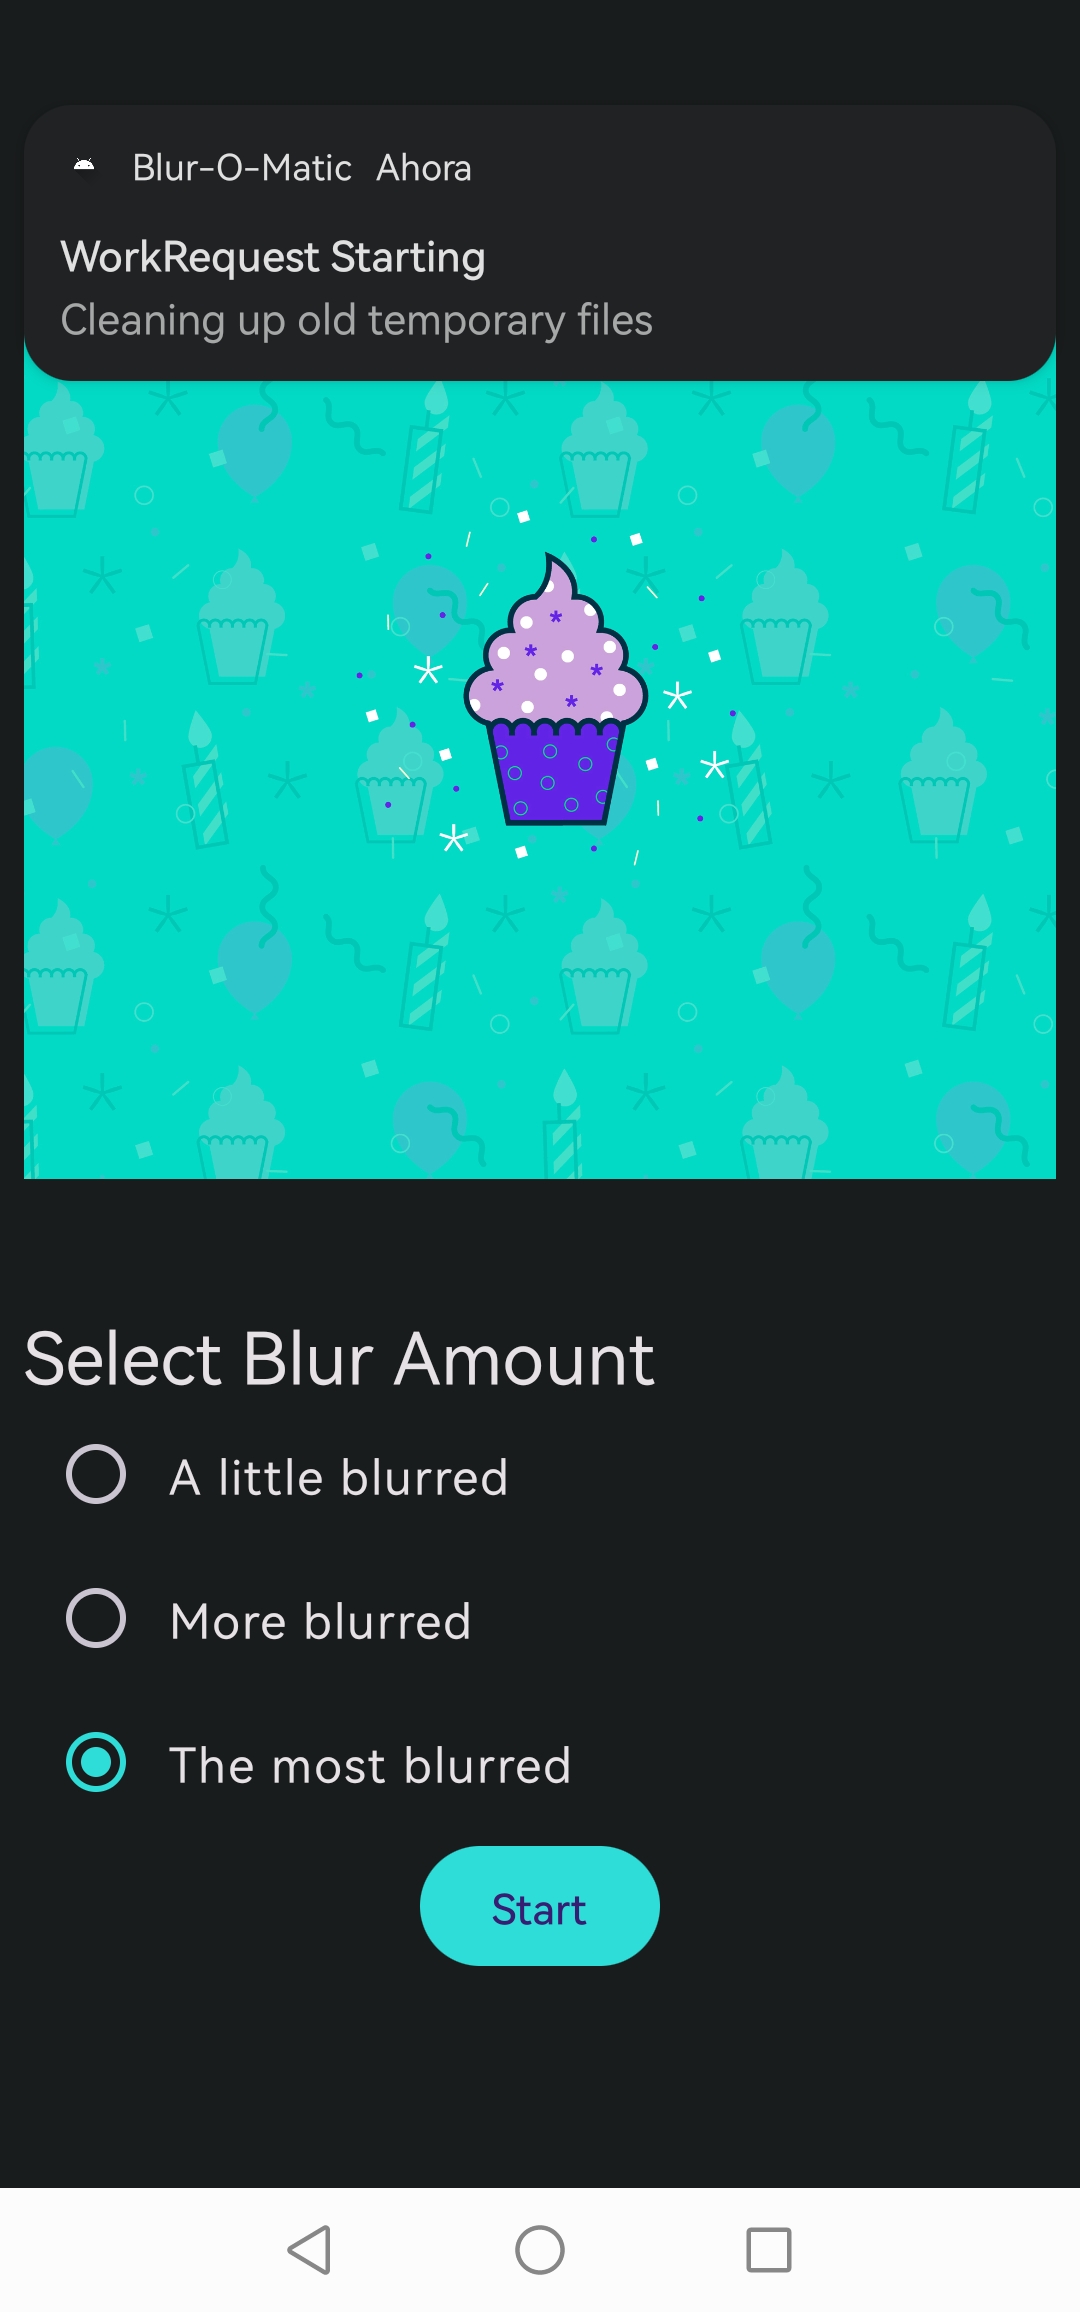 Blur-O-Matic Ahora
WorkRequest Starting
Cleaning up old temporary files
Select Blur Amount
A little blurred
More blurred
The most blurred
Start